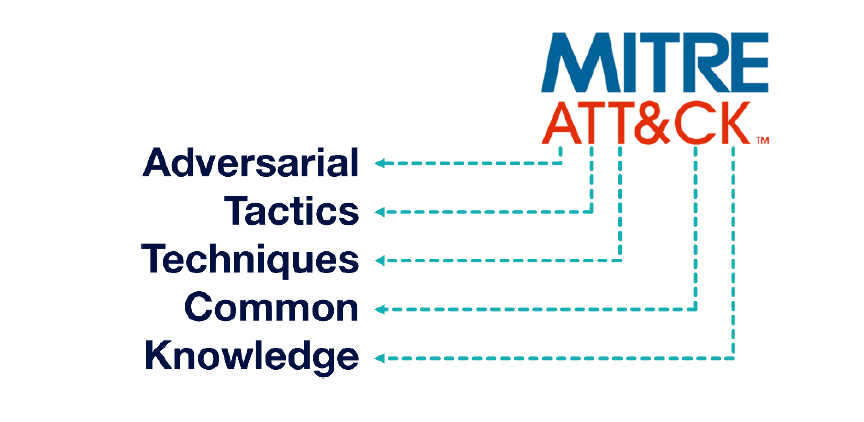 MITRE
ATT&CK™
Adversarial
Tactics
Techniques
Common
Knowledge